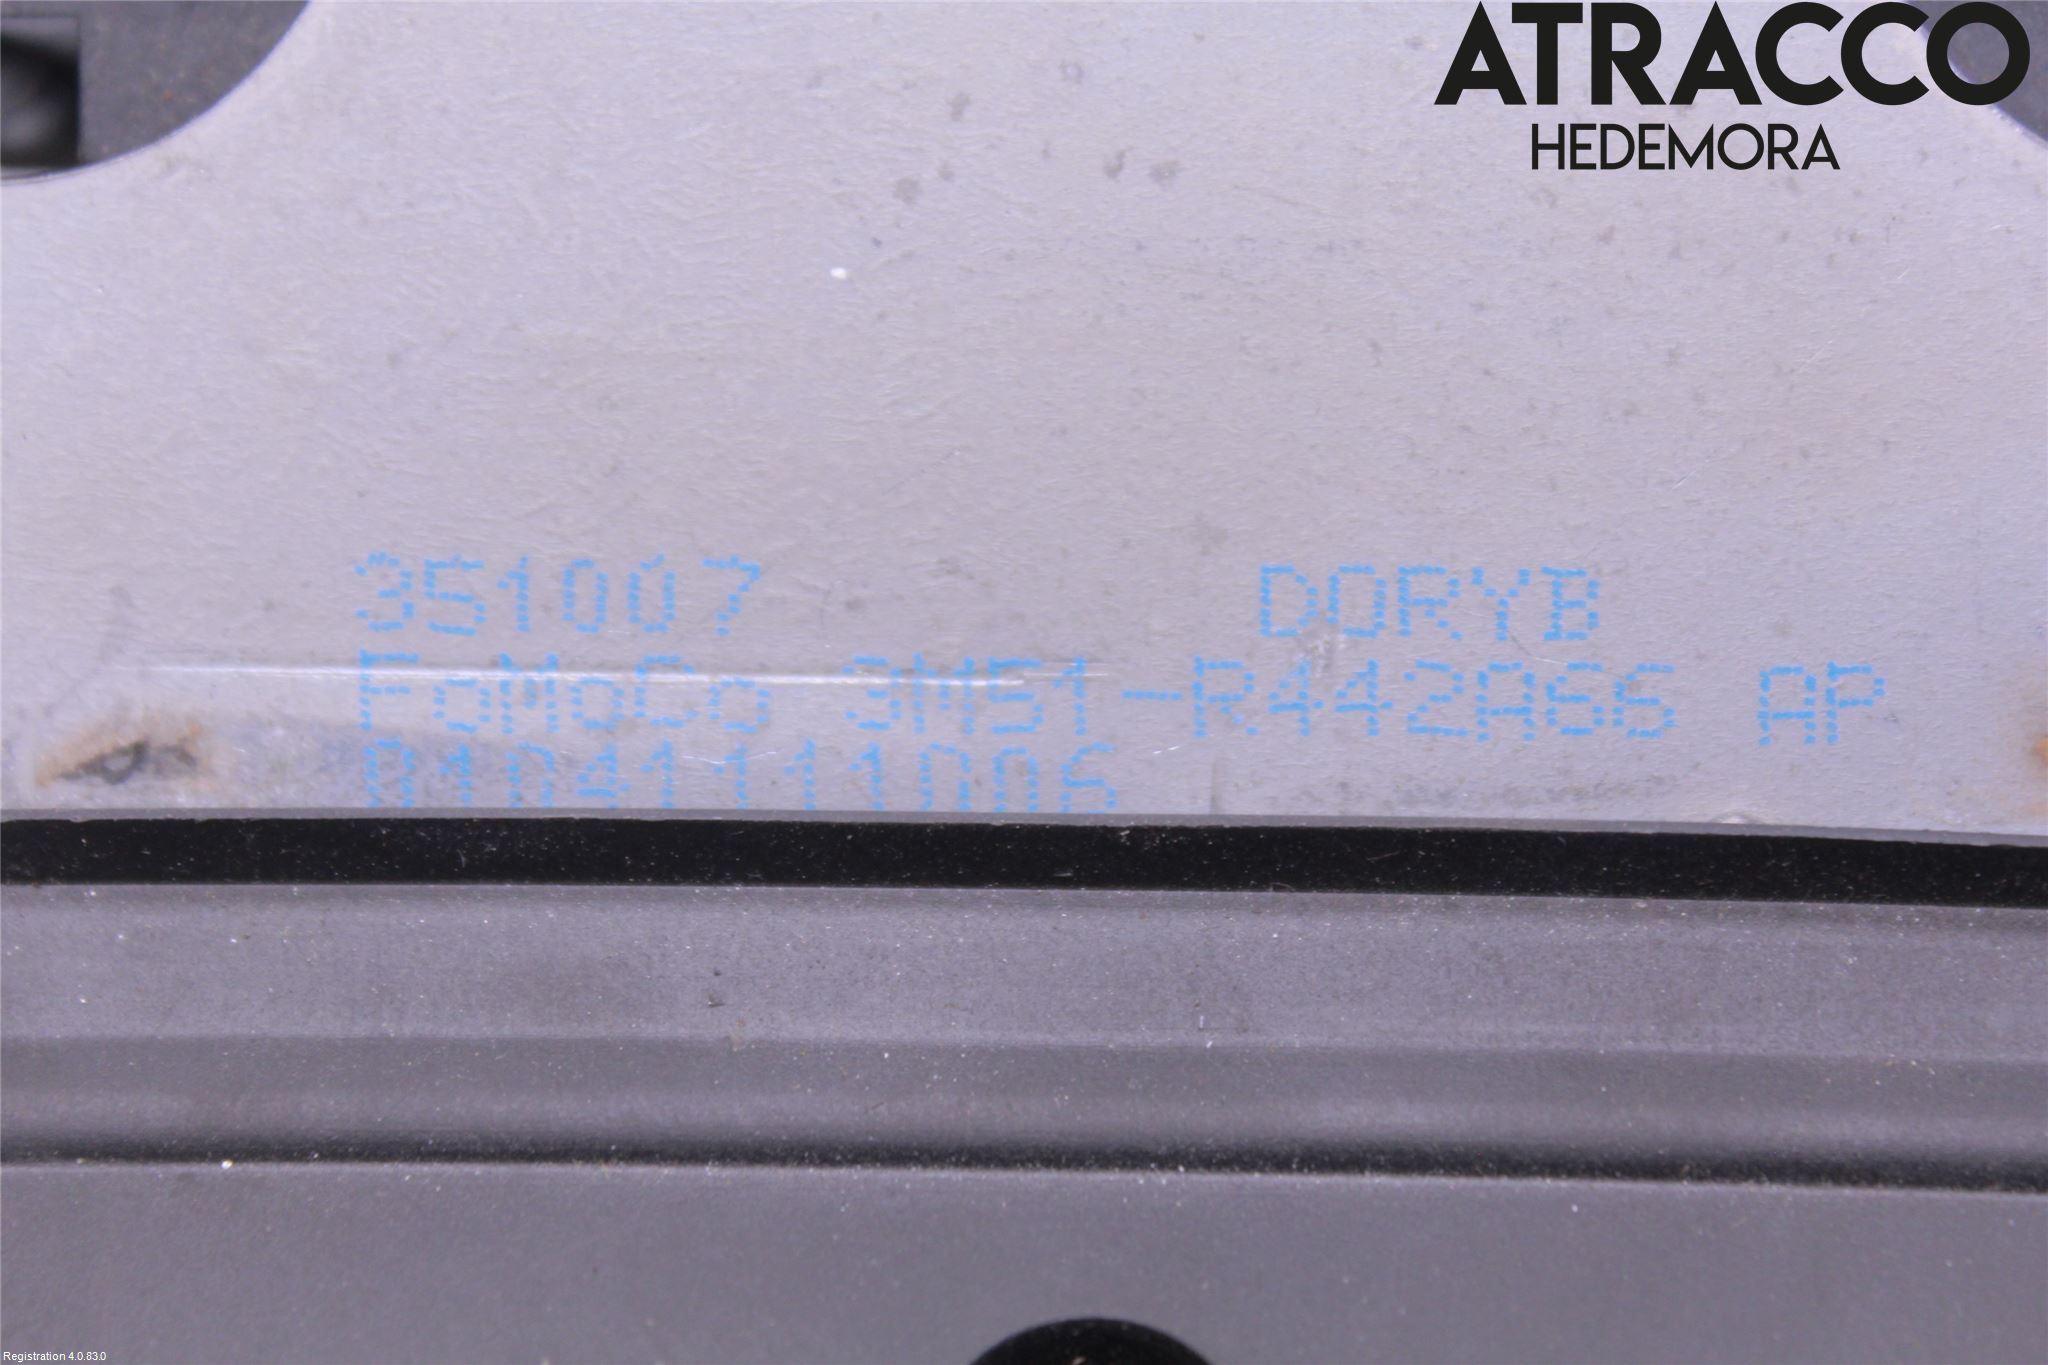 ATRACCO
HEDEMORA
351007 DORYB
FoMoCo 3M51-R442A66 AP
Registration 4.0.83.0